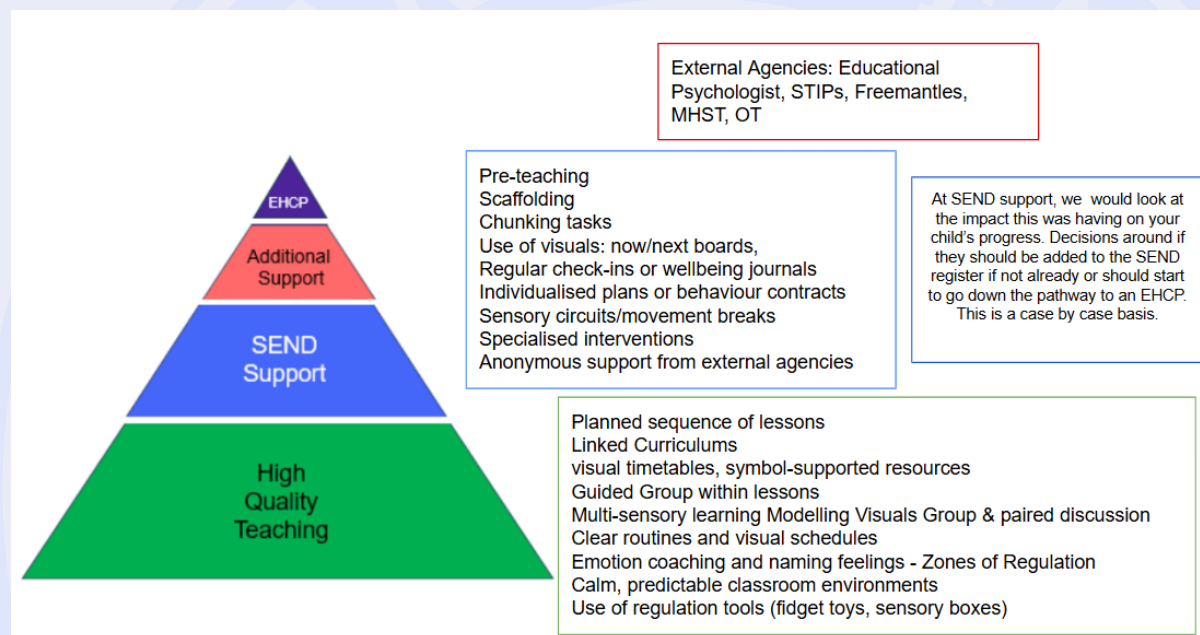 External Agencies: Educational
Psychologist, STIPs, Freemantles,
MHST, OT
EHCP
Additional
Support
SEND
Support
High
Quality
Teaching
Pre-teaching
Scaffolding
Chunking tasks
Use of visuals: now/next boards,
Regular check-ins or wellbeing journals
Individualised plans or behaviour contracts
Sensory circuits/movement breaks
Specialised interventions
Anonymous support from external agencies
At SEND support, we would look at
the impact this was having on your
child's progress. Decisions around if
they should be added to the SEND
register if not already or should start
to go down the pathway to an EHCP.
This is a case by case basis.
Planned sequence of lessons
Linked Curriculums
visual timetables, symbol-supported resources
Guided Group within lessons
Multi-sensory learning Modelling Visuals Group & paired discussion
Clear routines and visual schedules
Emotion coaching and naming feelings - Zones of Regulation
Calm, predictable classroom environments
Use of regulation tools (fidget toys, sensory boxes)